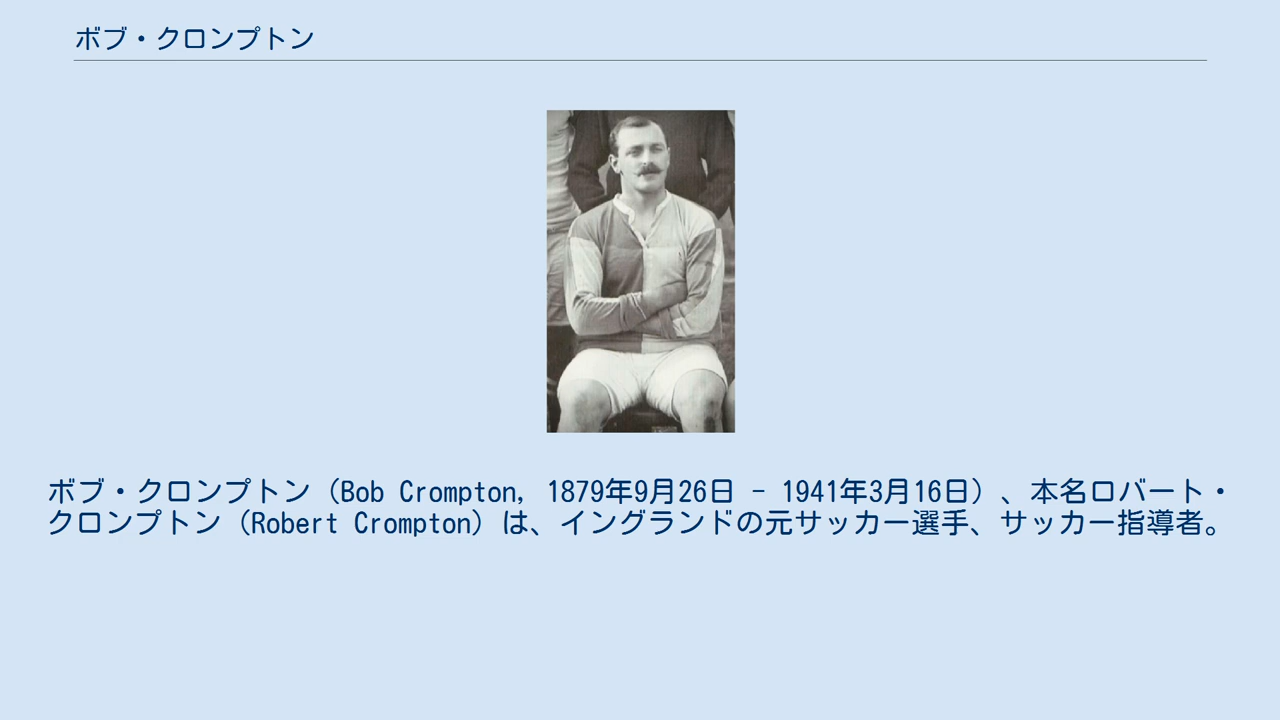 ボブ・クロンプトン
ボブ・クロンプトン（Bob Crompton, 1879年9月26日 - 1941年3月16日）、本名ロバート・
クロンプトン（Robert Crompton）は、イングランドの元サッカー選手、サッカー指導者。